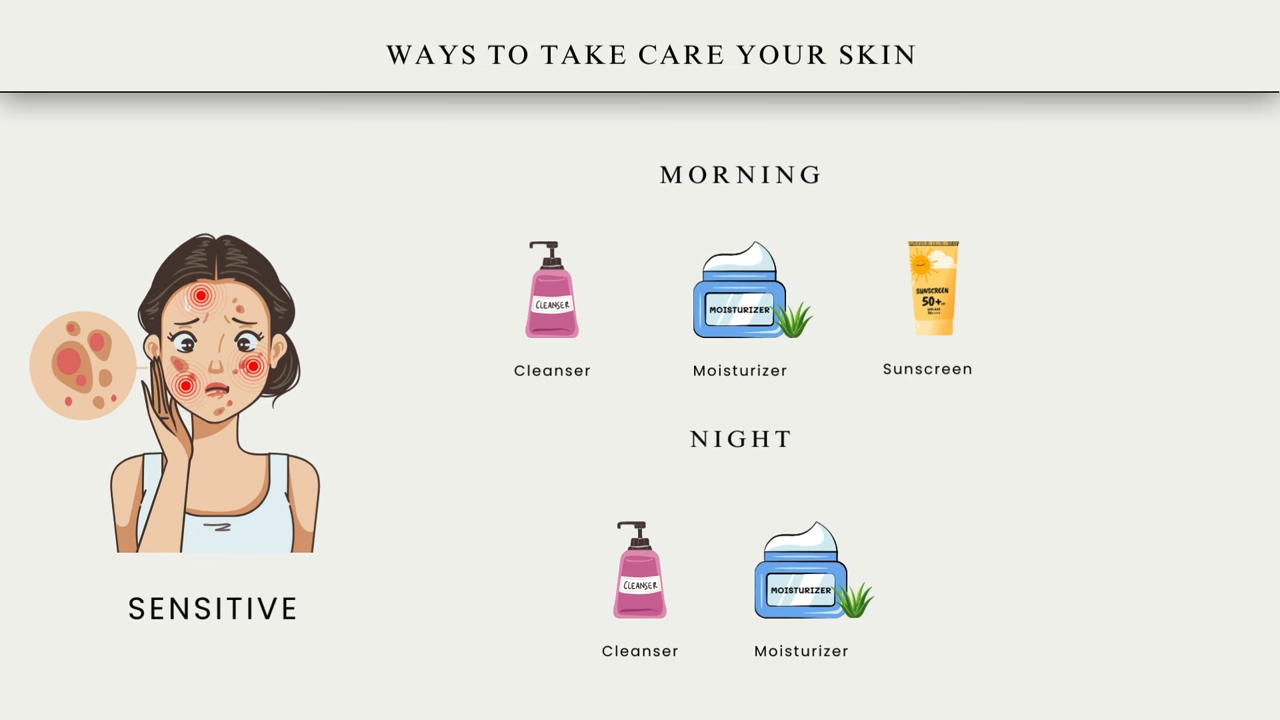 WAYS TO TAKE CARE YOUR SKIN
MORNING
CLEANSER
MOISTURIZER
SUNSCREEN
50+
Cleanser
Moisturizer
Sunscreen
NIGHT
CLEANSER
MOISTURIZER
Cleanser
Moisturizer
SENSITIVE